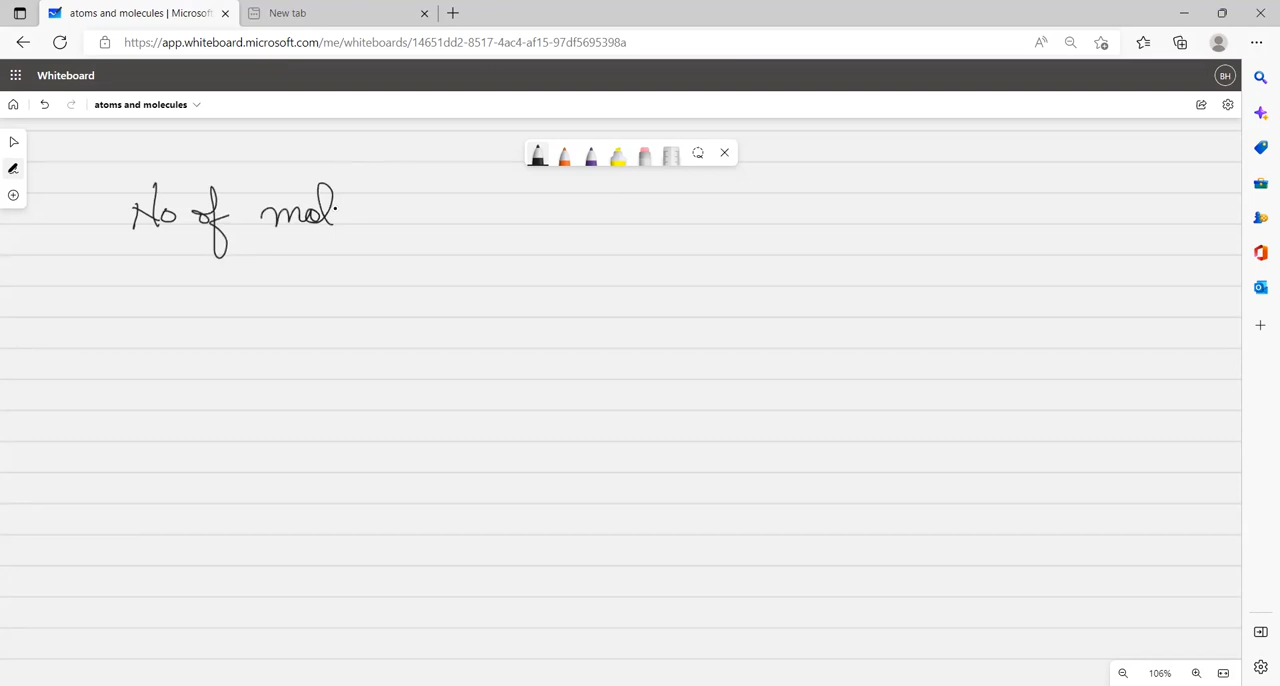 atoms and molecules | Microsoft
New tab
https://app.whiteboard.microsoft.com/me/whiteboards/14651dd2-8517-4ac4-af15-97df5695398a
Whiteboard
BH
atoms and molecules
No of mol
106%